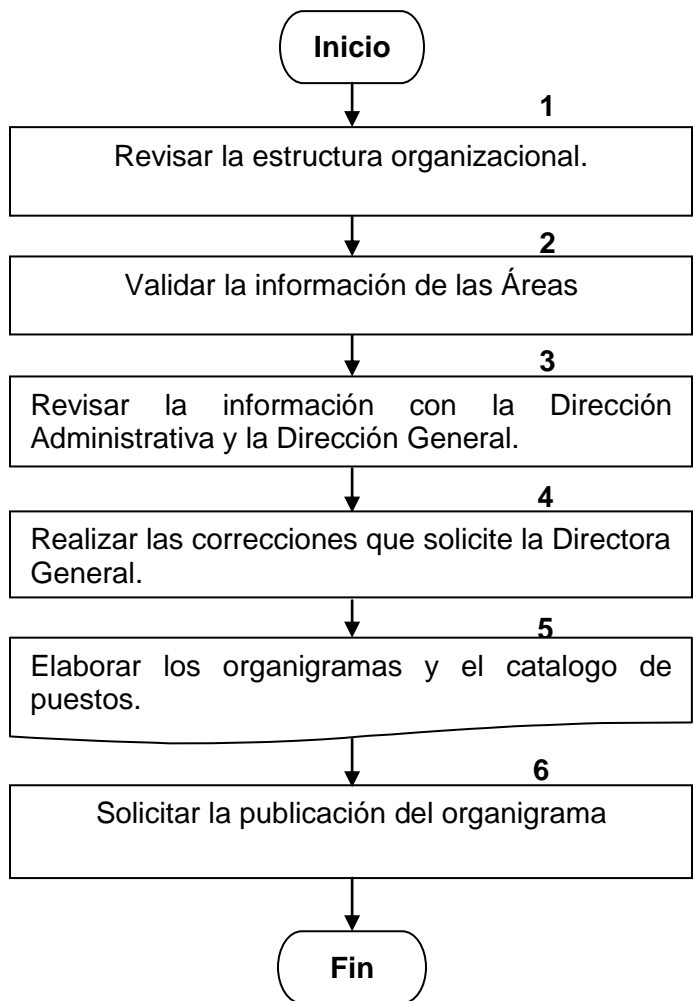 Inicio
1
Revisar la estructura organizacional.
2
Validar la información de las Áreas
3
Revisar la información con la Dirección
Administrativa y la Dirección General.
4
Realizar las correcciones que solicite la Directora
General.
5
Elaborar los organigramas y el catalogo de
puestos.
6
Solicitar la publicación del organigrama
Fin